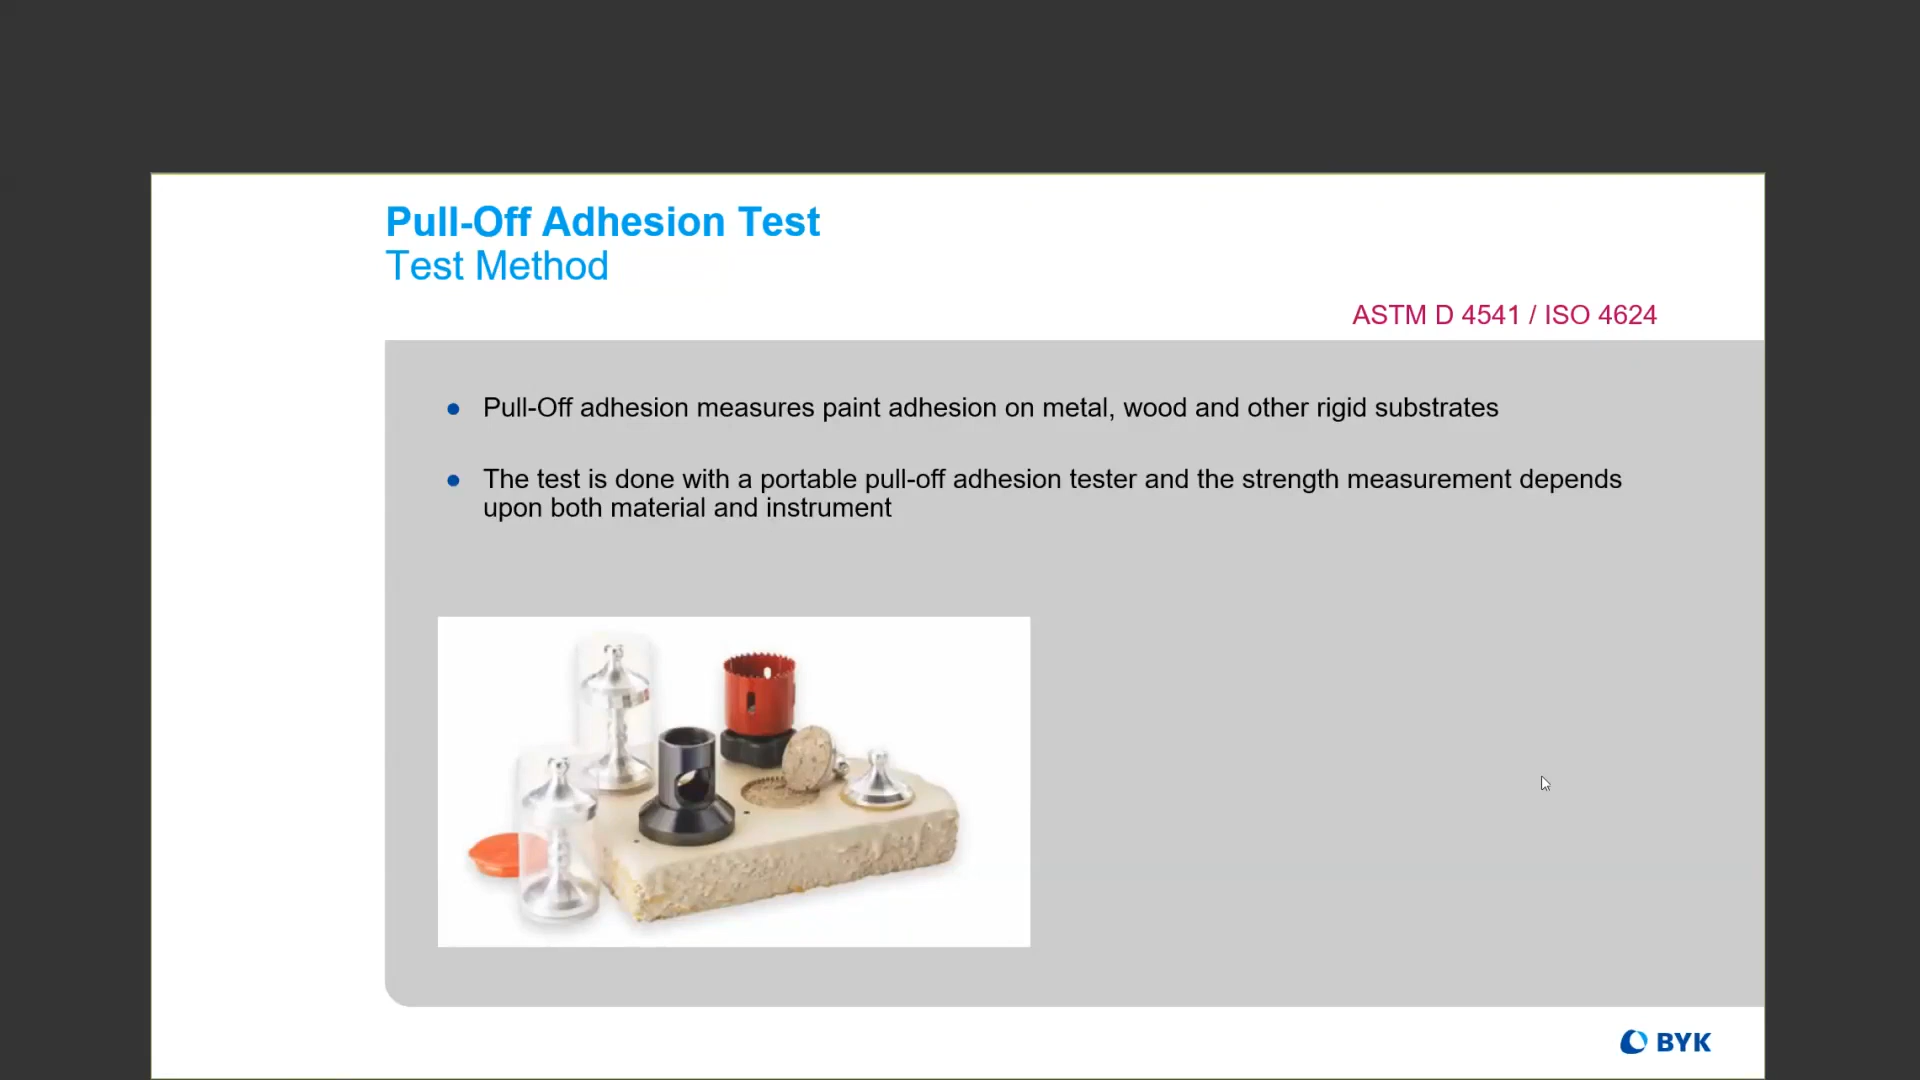 Pull-Off Adhesion Test
Test Method
ASTM D 4541 / ISO 4624
Pull-Off adhesion measures paint adhesion on metal, wood and other rigid substrates
The test is done with a portable pull-off adhesion tester and the strength measurement depends
upon both material and instrument
BYK